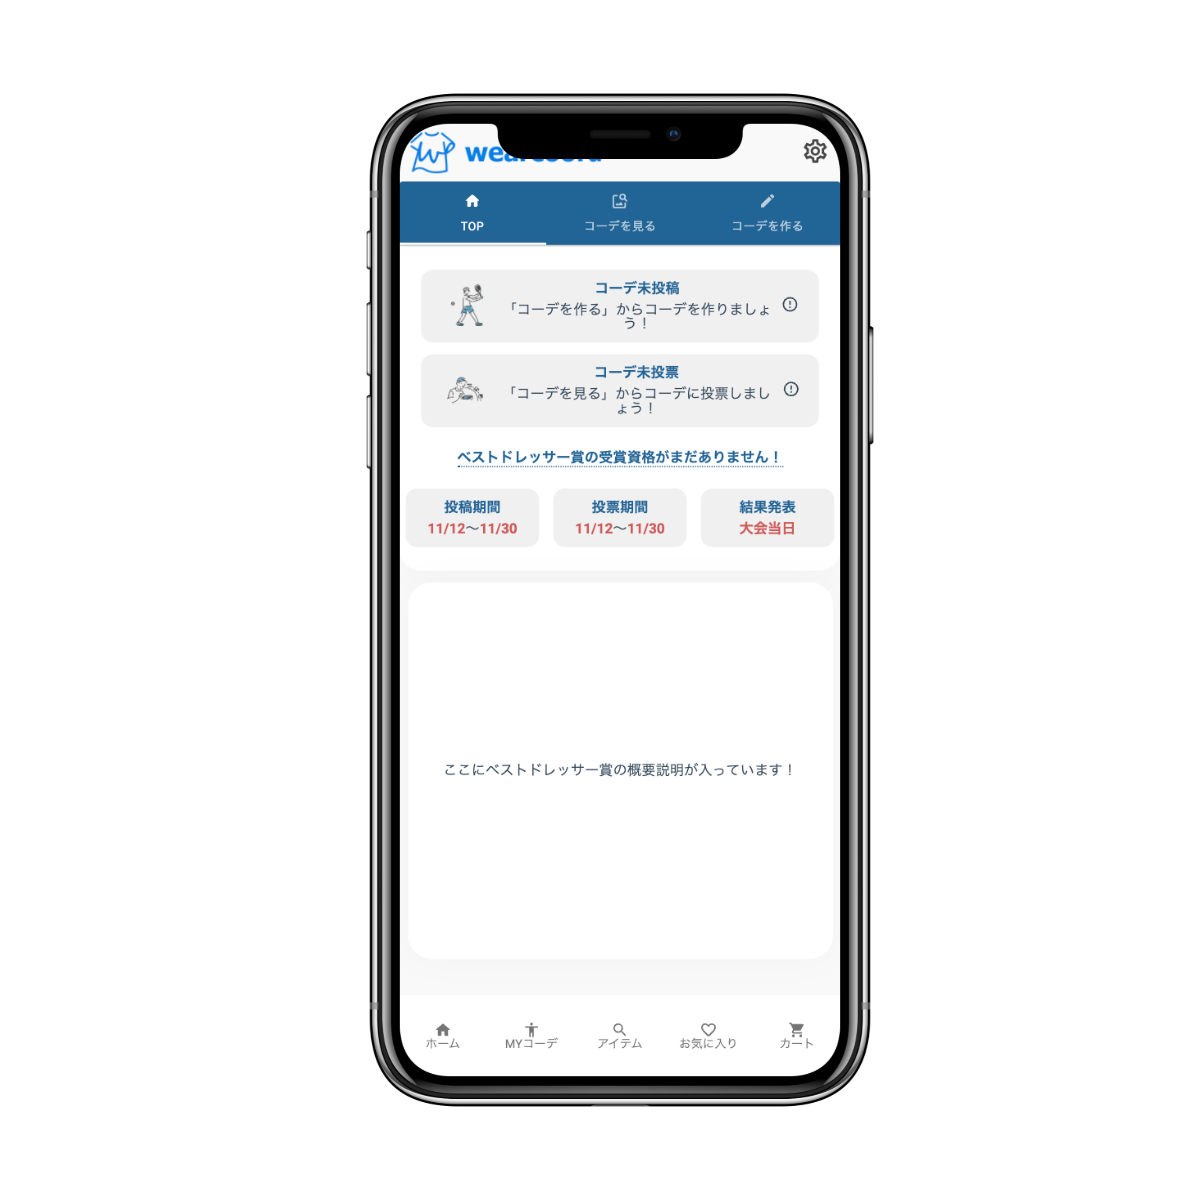 TOP
コーデを見る
コーデを作る
コーデ未投稿
「コーデを作る」からコーデを作りましょ
う！
コーデ未投票
「コーデを見る」からコーデに投票しまし
ょう！
ベストドレッサー賞の受賞資格がまだありません！
投稿期間
11/12〜11/30
投票期間
11/12〜11/30
結果発表
大会当日
ここにベストドレッサー賞の概要説明が入っています！
ホーム
MYコーデ
アイテム
お気に入り
カート